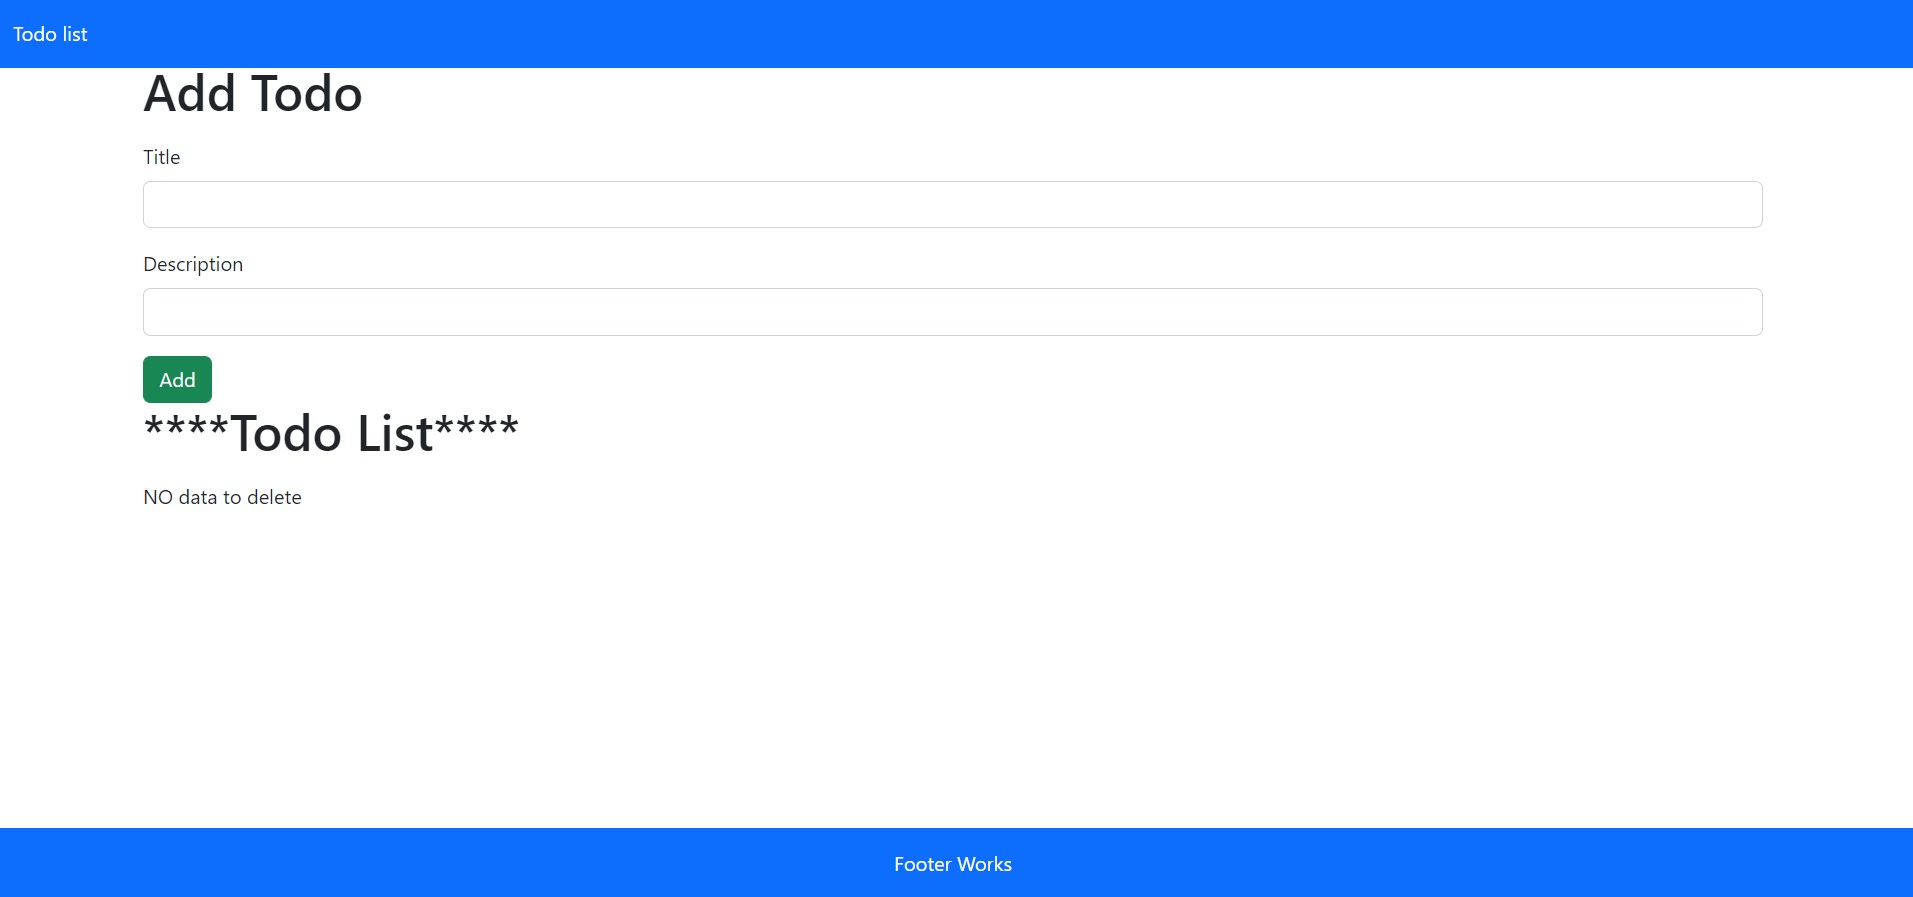 Todo list
Add Todo
Title
Description
Add
****Todo List****
NO data to delete
Footer Works